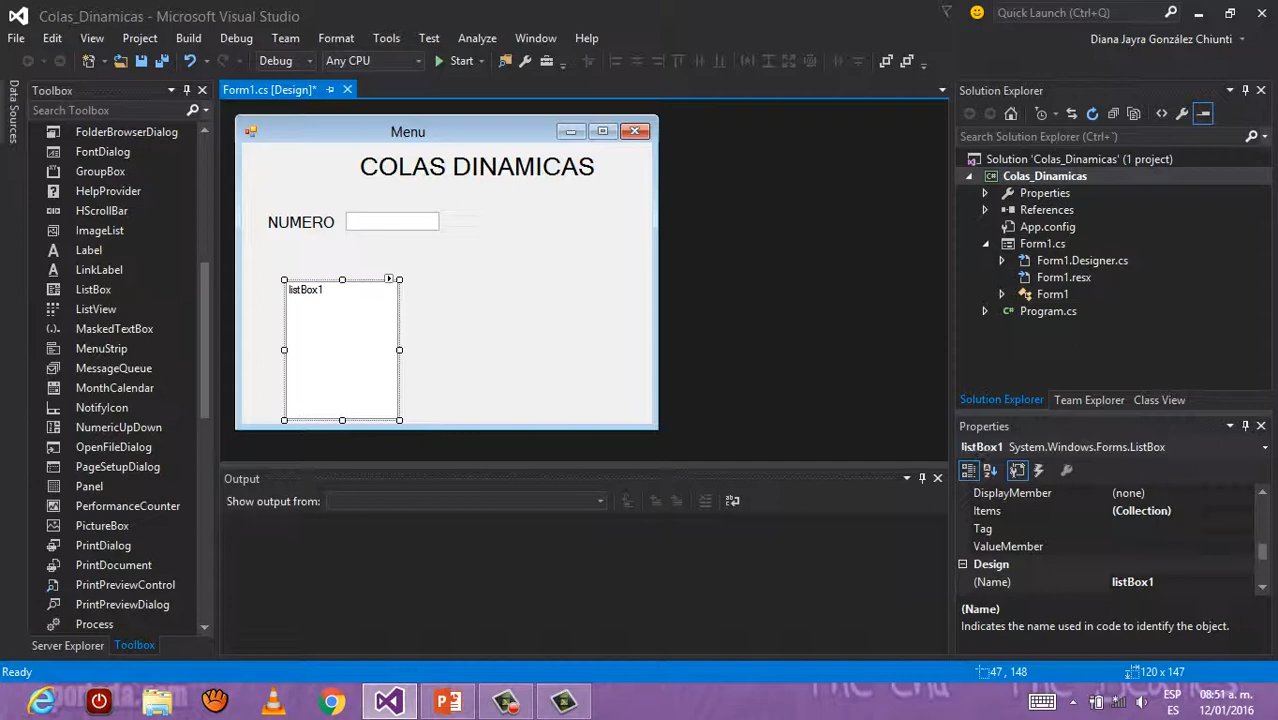 Colas_Dinamicas - Microsoft Visual Studio
Quick Launch (Ctrl+Q)
File Edit View Project Build Debug Team Format Tools Test Analyze Window Help
Diana Jayra González Chiunti
Debug Any CPU Start
Data Sources
Toolbox
Search Toolbox
FolderBrowserDialog
FontDialog
GroupBox
HelpProvider
HScrollBar
ImageList
Label
LinkLabel
ListBox
ListView
MaskedTextBox
MenuStrip
MessageQueue
MonthCalendar
NotifyIcon
NumericUpDown
OpenFileDialog
PageSetupDialog
Panel
PerformanceCounter
PictureBox
PrintDialog
PrintDocument
PrintPreviewControl
PrintPreviewDialog
Process
Server Explorer Toolbox
Form1.cs [Design]*
Menu
COLAS DINAMICAS
NUMERO
listBox1
Output
Show output from:
Solution Explorer
Search Solution Explorer (Ctrl+´)
Solution 'Colas_Dinamicas' (1 project)
Colas_Dinamicas
Properties
References
App.config
Form1.cs
Form1.Designer.cs
Form1.resx
Form1
Program.cs
Solution Explorer Team Explorer Class View
Properties
listBox1 System.Windows.Forms.ListBox
DisplayMember (none)
Items (Collection)
Tag
ValueMember
Design
(Name) listBox1
(Name)
Indicates the name used in code to identify the object.
Ready 47 , 148 120 x 147
ESP 08:51 a. m.
ES 12/01/2016